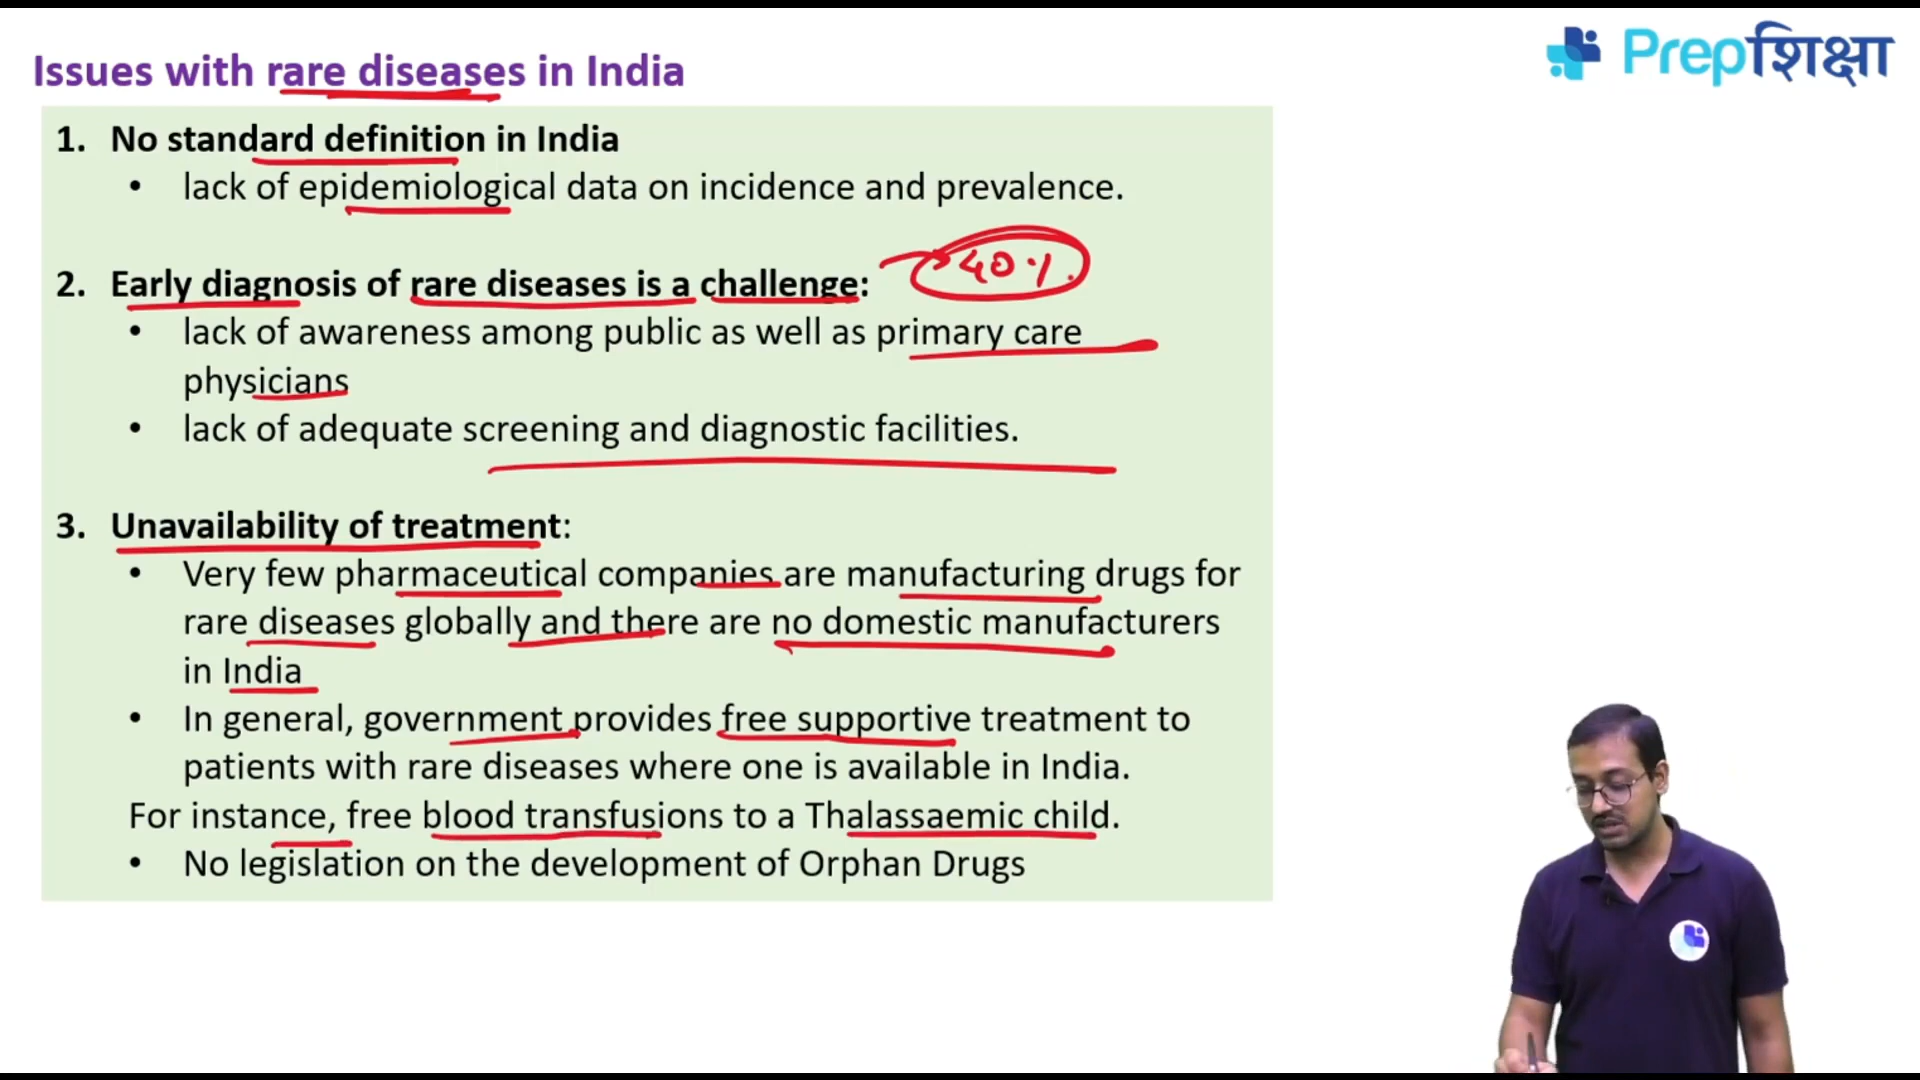 Issues with rare diseases in India
Prepशिक्षा
1. No standard definition in India
• lack of epidemiological data on incidence and prevalence.
40%
2. Early diagnosis of rare diseases is a challenge:
• lack of awareness among public as well as primary care
physicians
• lack of adequate screening and diagnostic facilities.
3. Unavailability of treatment:
• Very few pharmaceutical companies are manufacturing drugs for
rare diseases globally and there are no domestic manufacturers
in India
• In general, government provides free supportive treatment to
patients with rare diseases where one is available in India.
For instance, free blood transfusions to a Thalassaemic child.
• No legislation on the development of Orphan Drugs